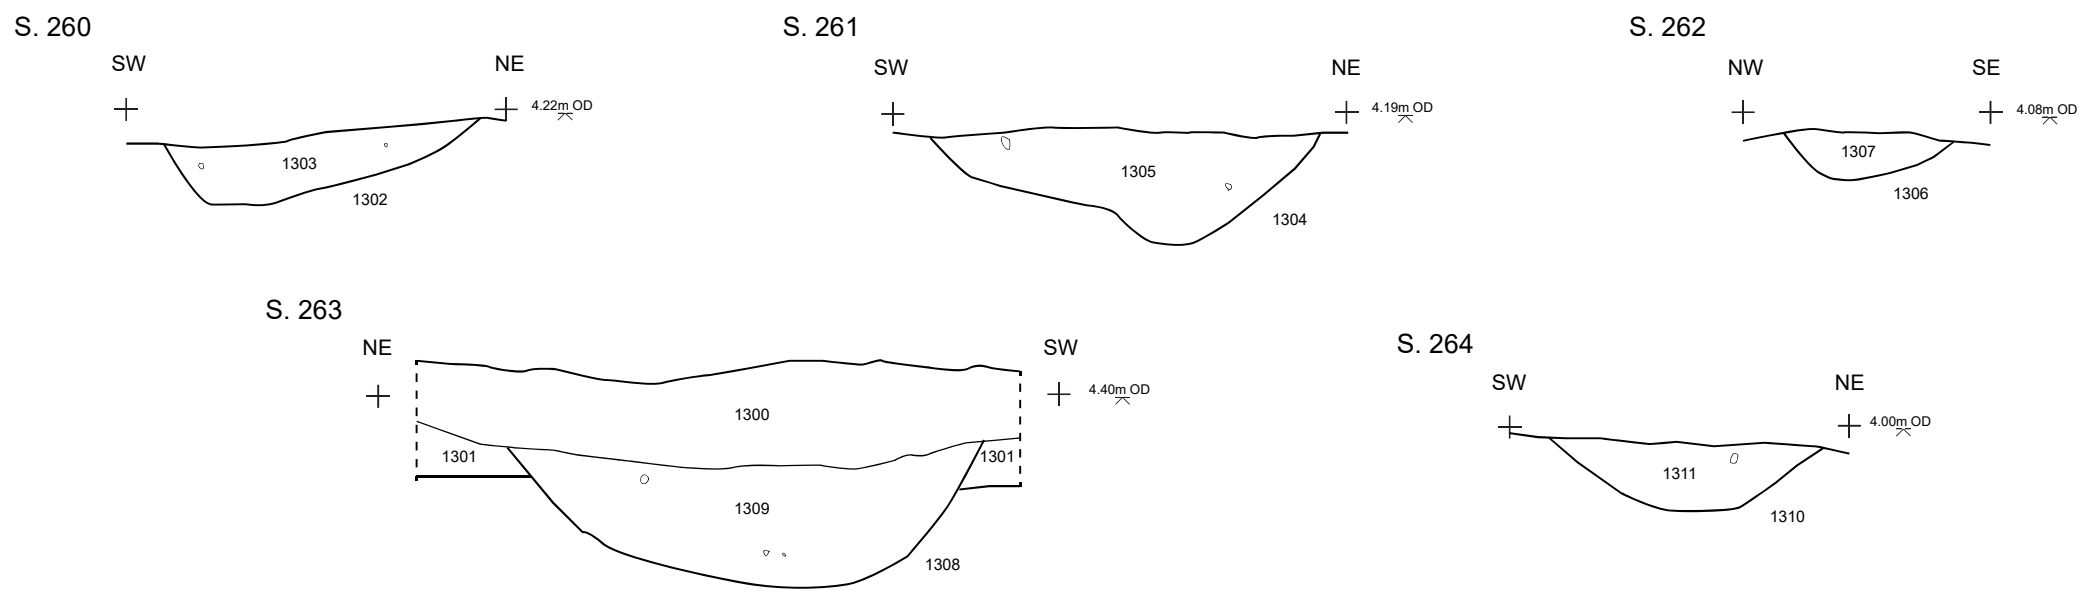 S. 260
SW
NE
4.22m OD
1303
1302
S. 261
SW
NE
4.19m OD
1305
1304
S. 262
NW
SE
4.08m OD
1307
1306
S. 263
NE
SW
4.40m OD
1300
1301
1301
1309
1308
S. 264
SW
NE
4.00m OD
1311
1310